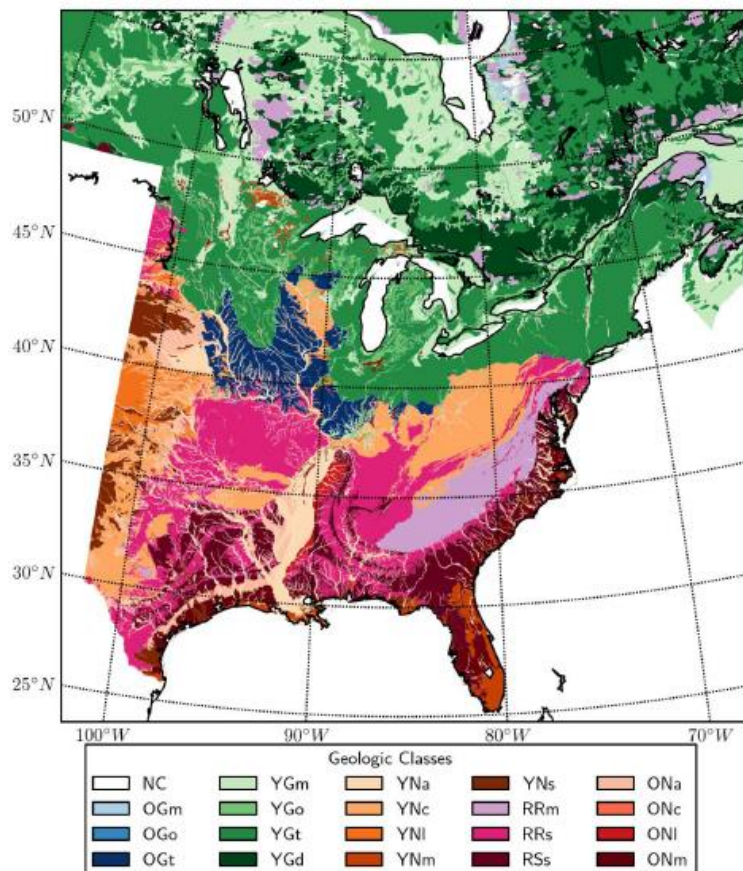 50°N
45°N
40°N
35°N
30°N
25°N
100°W 90°W 80°W 70°W
Geologic Classes
NC YGm YNa YNs ONa
OGm YGo YNc RRm ONc
OGo YGt YNl RRs ONl
OGt YGd YNm RSs ONm